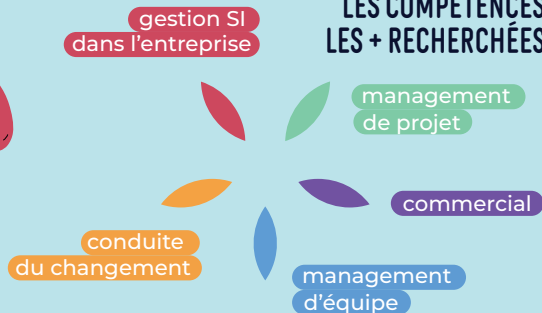 LES COMPÉTENCES
LES + RECHERCHÉES
gestion SI
dans l'entreprise
management
de projet
commercial
conduite
du changement
management
d'équipe